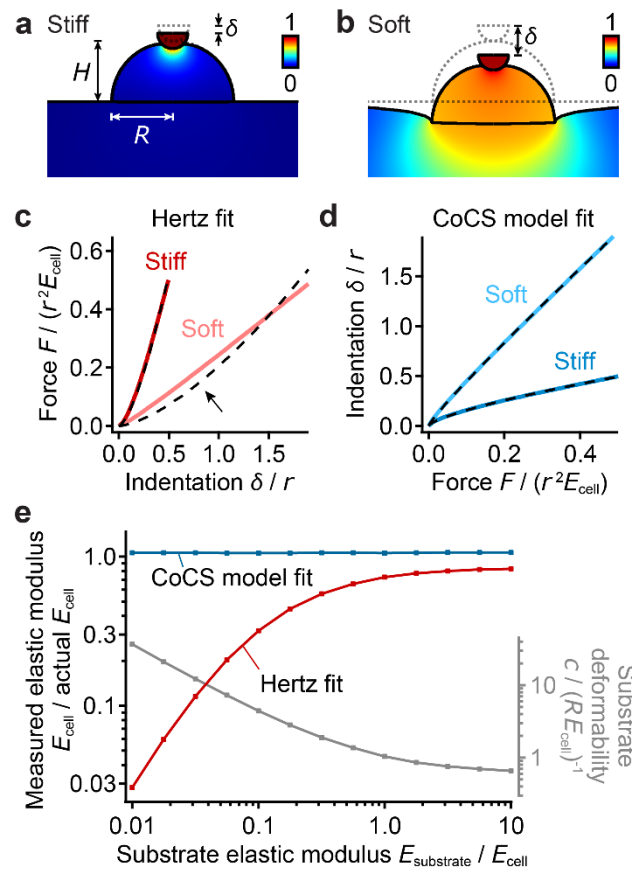 a Stiff
δ
1
0
H
R
b Soft
δ
1
0
c Hertz fit
Force F / (r²E_cell)
0.6
0.4
0.2
0.0
Stiff
Soft
0.0 0.5 1.0 1.5
Indentation δ / r
d CoCS model fit
Indentation δ / r
1.5
1.0
0.5
0.0
Soft
Stiff
0.0 0.2 0.4
Force F / (r²E_cell)
e
Measured elastic modulus
E_cell / actual E_cell
1.0
0.3
0.1
0.03
CoCS model fit
Hertz fit
10
1
Substrate
deformability
c / (RE_cell)⁻¹
0.01 0.1 1.0 10
Substrate elastic modulus E_substrate / E_cell